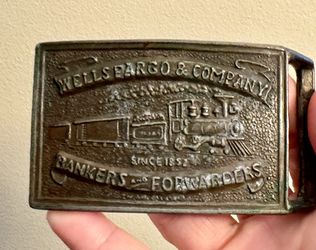 WELLS FARGO & COMPANY
SINCE 1852
BANKERS AND FORWARDERS